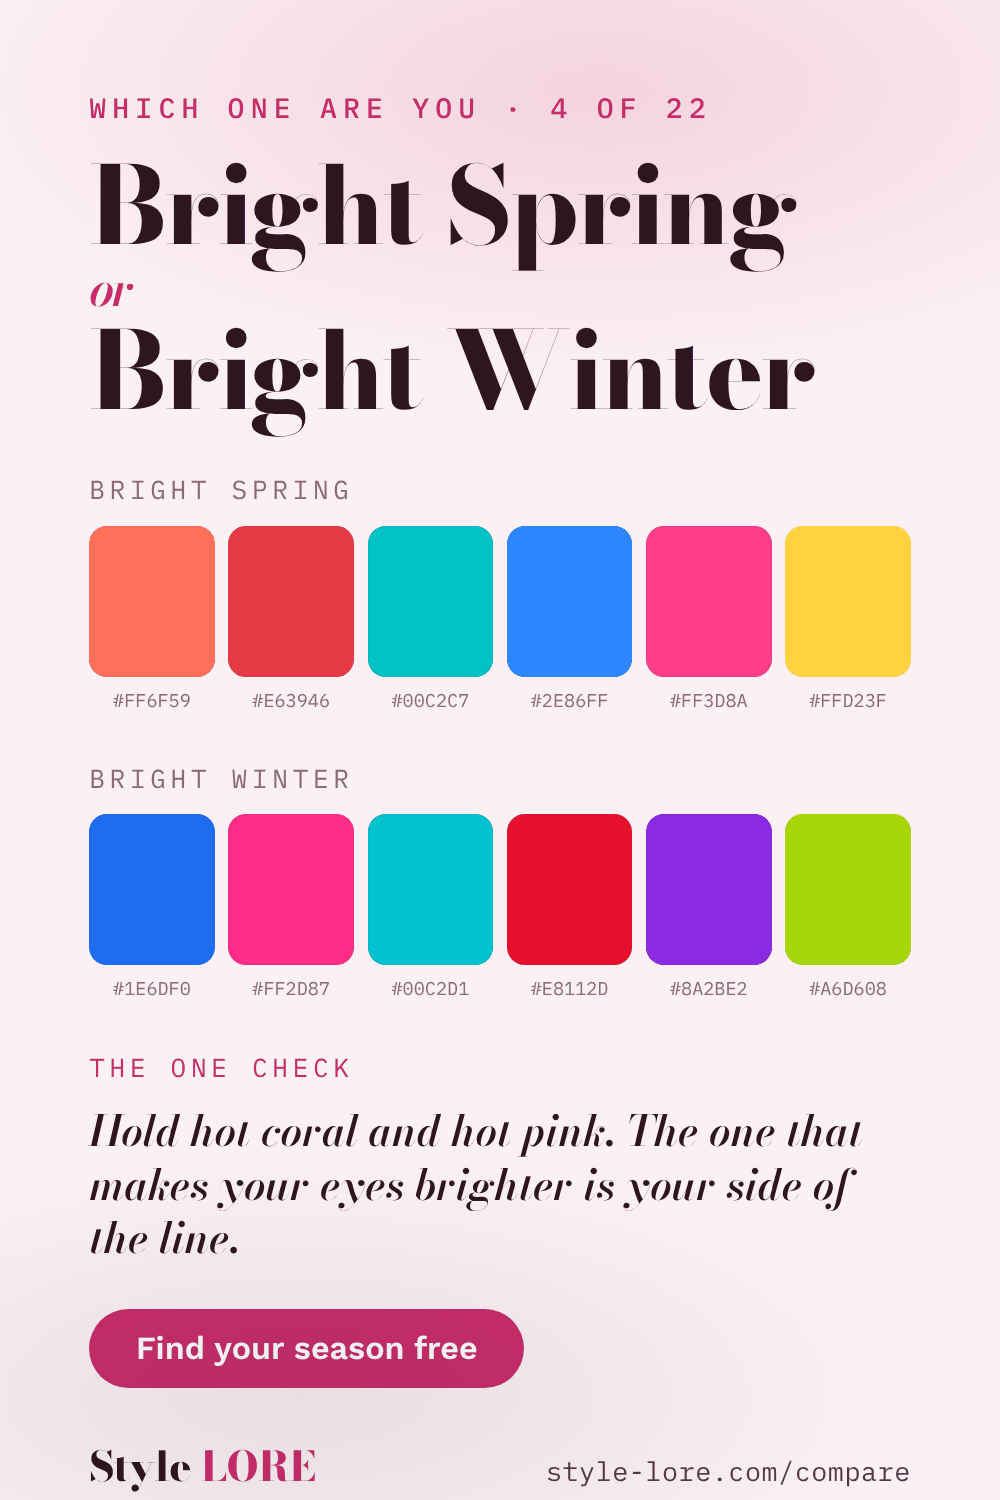 WHICH ONE ARE YOU · 4 OF 22
Bright Spring
or
Bright Winter
BRIGHT SPRING
#FF6F59 #E63946 #00C2C7 #2E86FF #FF3D8A #FFD23F
BRIGHT WINTER
#1E6DF0 #FF2D87 #00C2D1 #E8112D #8A2BE2 #A6D608
THE ONE CHECK
Hold hot coral and hot pink. The one that
makes your eyes brighter is your side of
the line.
Find your season free
Style LORE style-lore.com/compare